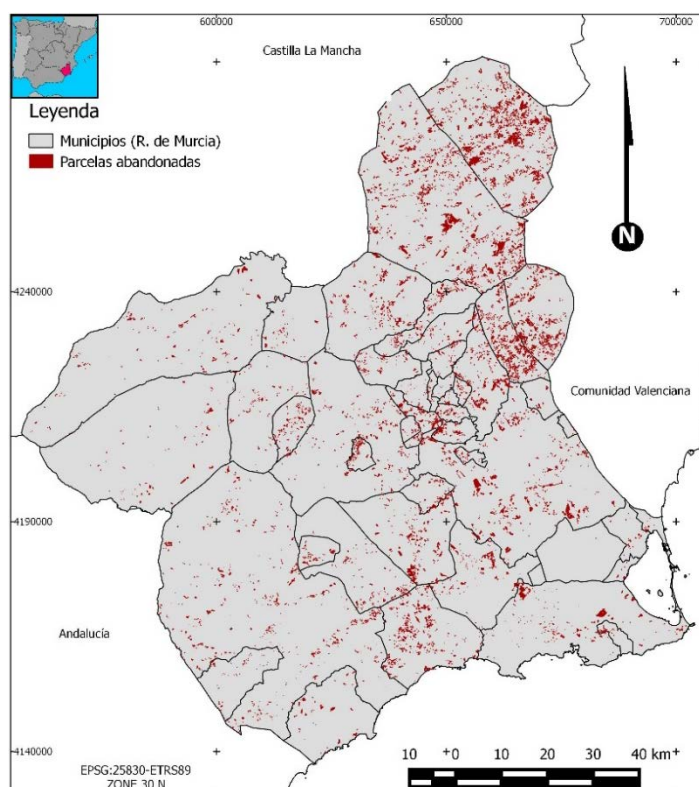 600000 650000 700000
Castilla La Mancha
Leyenda
Municipios (R. de Murcia)
Parcelas abandonadas
N
4240000
Comunidad Valenciana
4190000
Andalucía
4140000
EPSG:25830-ETRS89
ZONE 30 N
10 +0 10 20 30 40 km